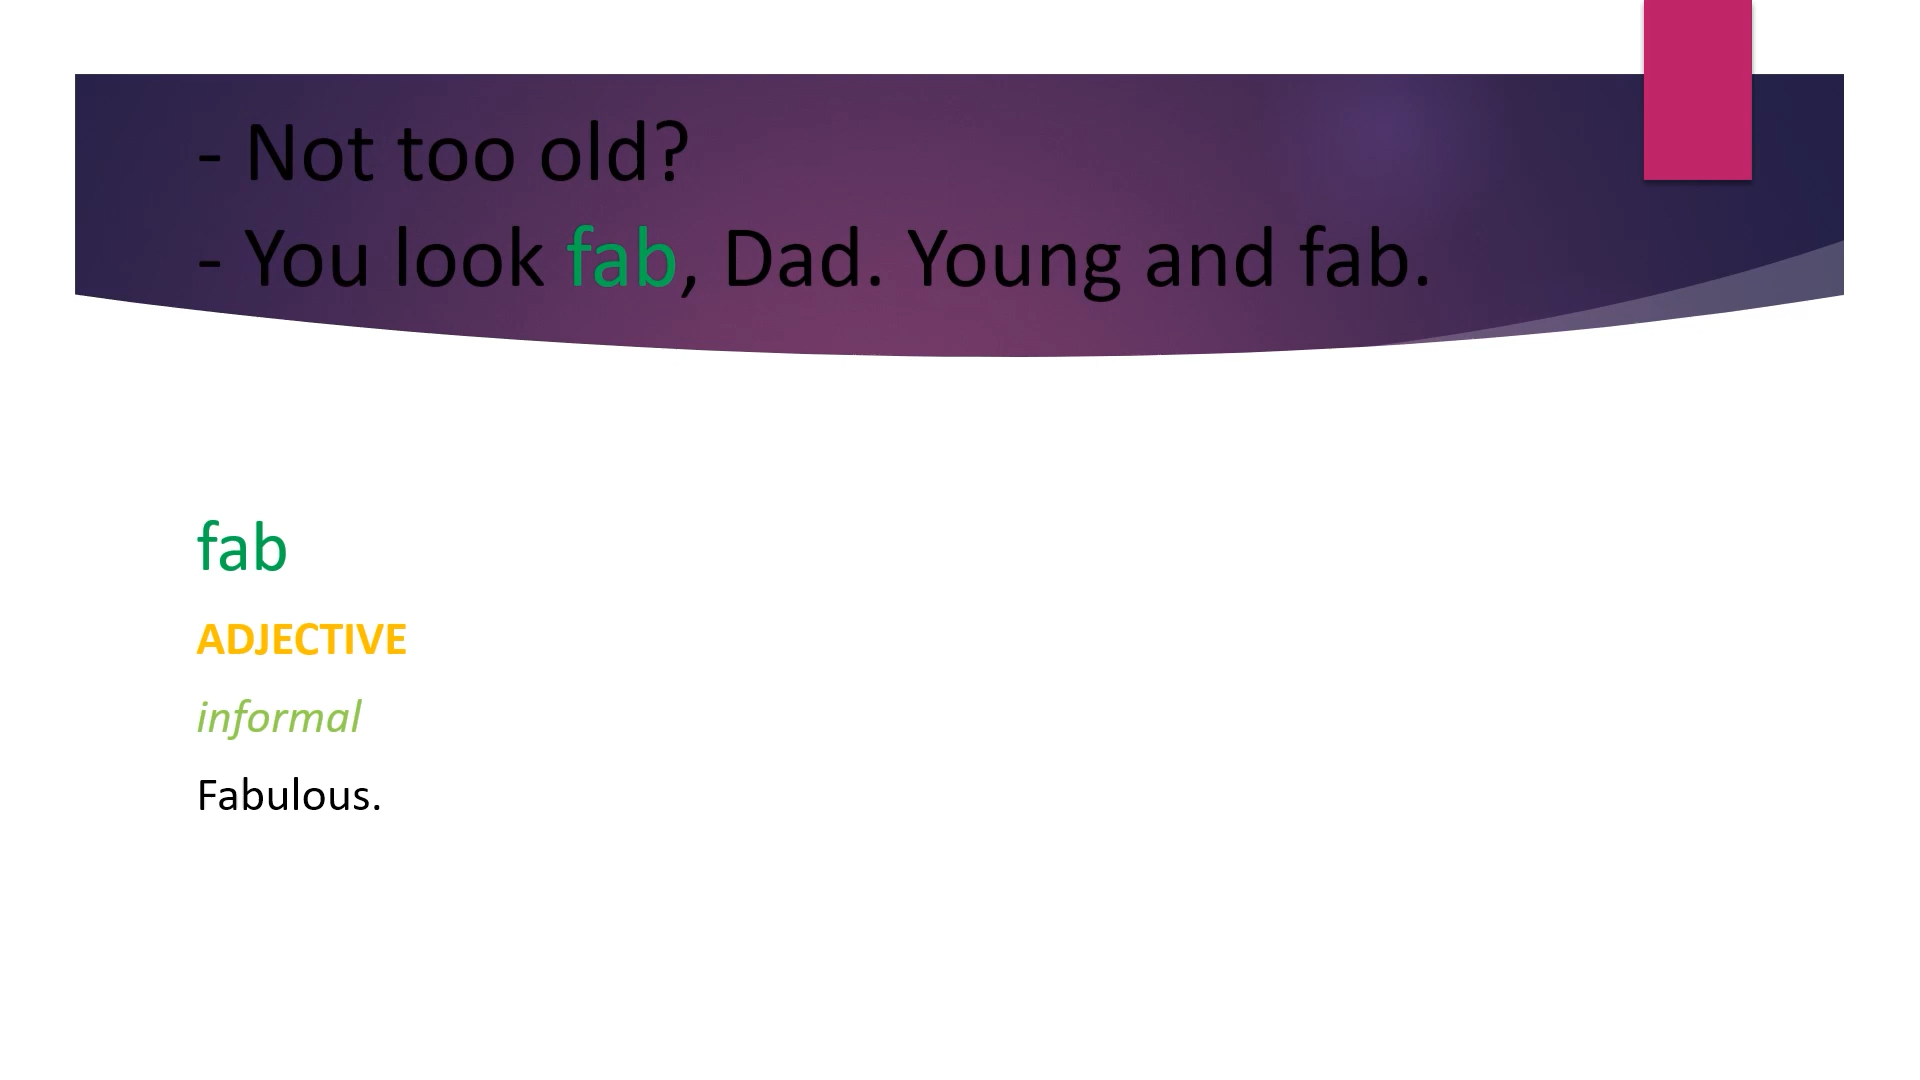 - Not too old?
- You look fab, Dad. Young and fab.
fab
ADJECTIVE
informal
Fabulous.